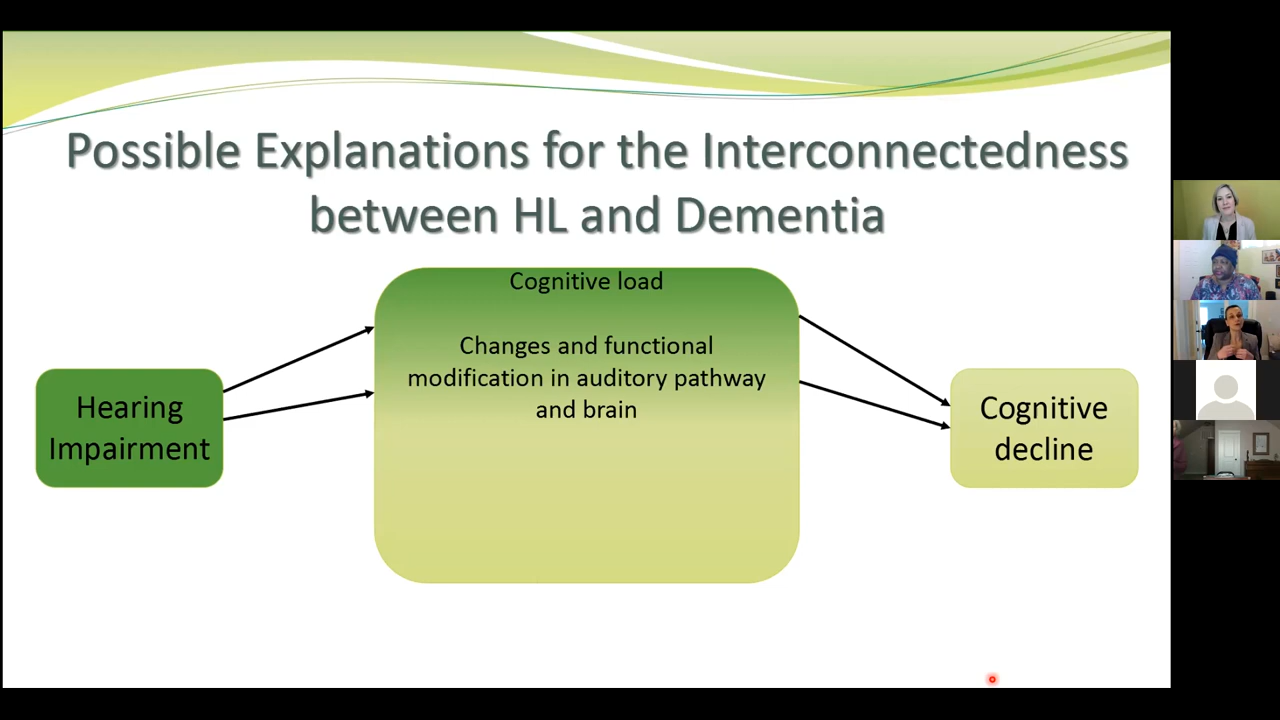 Possible Explanations for the Interconnectedness
between HL and Dementia
Cognitive load
Changes and functional
modification in auditory pathway
and brain
Hearing
Impairment
Cognitive
decline